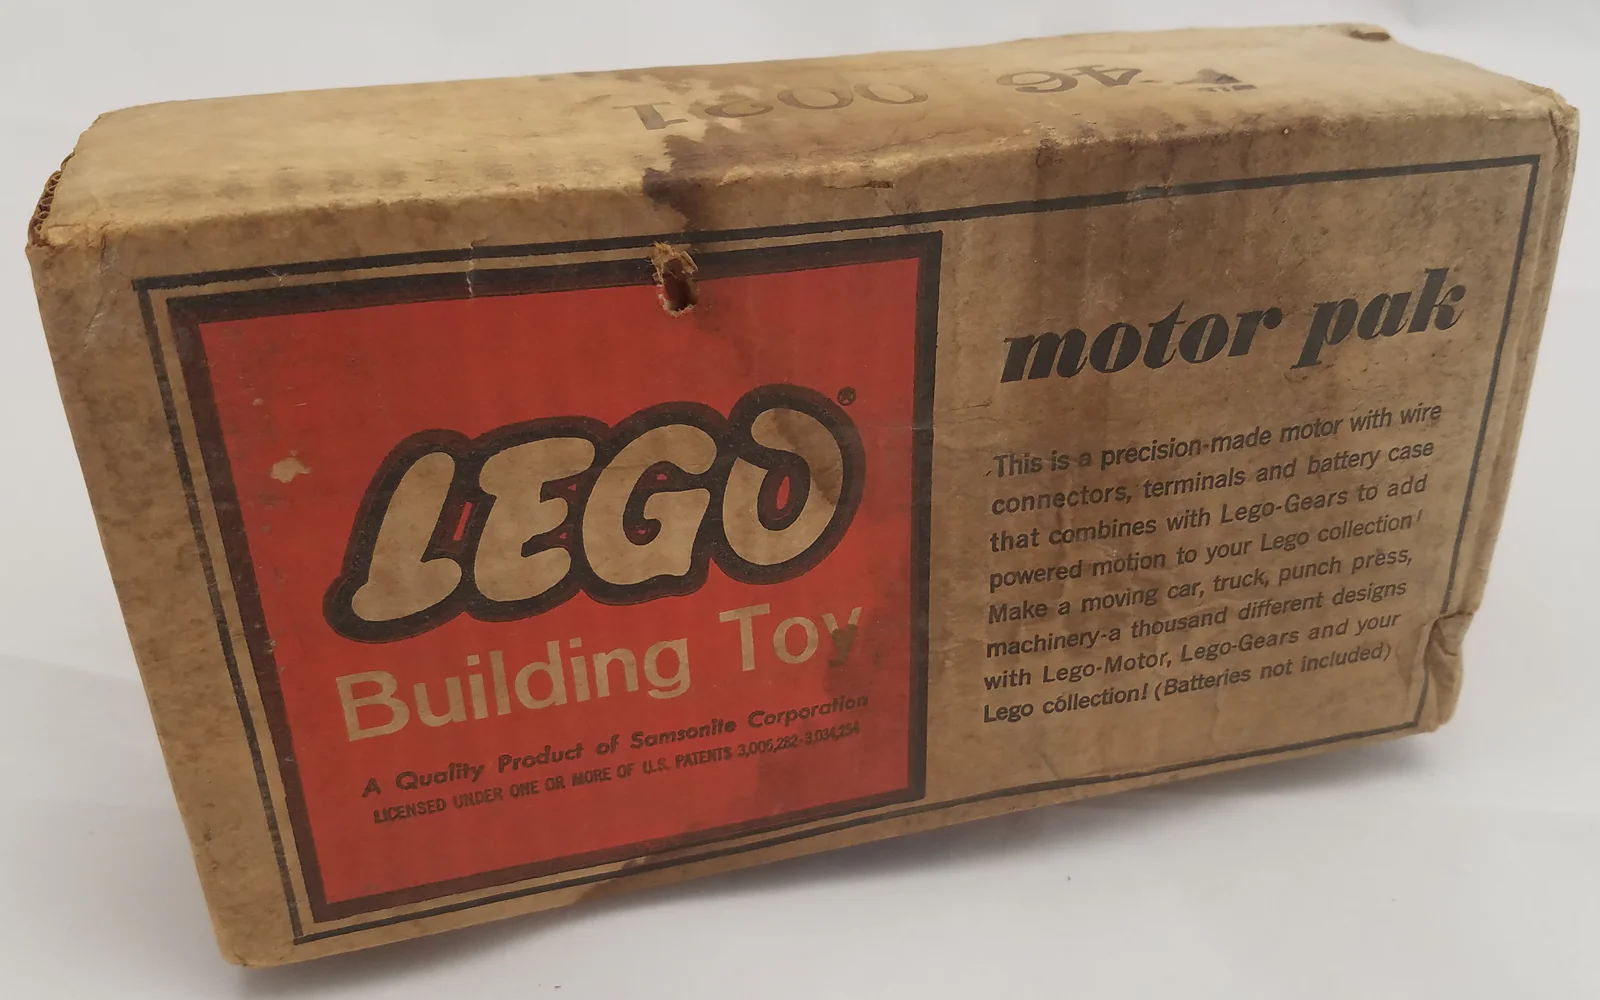 LEGO®
Building Toy
A Quality Product of Samsonite Corporation
LICENSED UNDER ONE OR MORE OF U.S. PATENTS 3,005,282-3,034,254
motor pak
This is a precision-made motor with wire
connectors, terminals and battery case
that combines with Lego-Gears to add
powered motion to your Lego collection!
Make a moving car, truck, punch press,
machinery-a thousand different designs
with Lego-Motor, Lego-Gears and your
Lego collection! (Batteries not included)